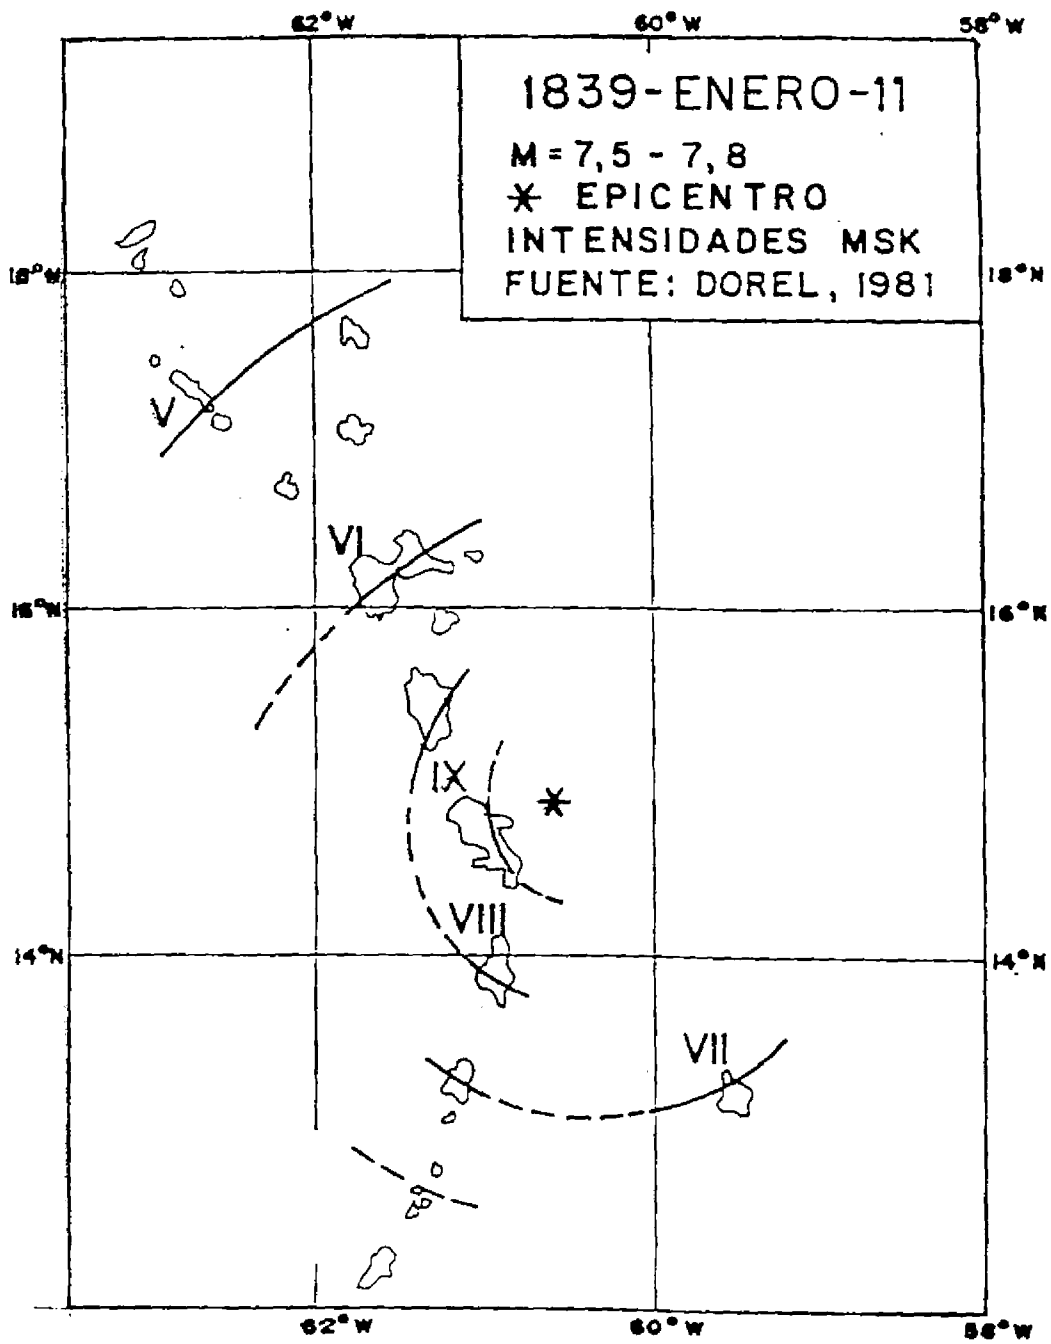 62°W 60°W 58°W
1839-ENERO-11
M = 7,5 - 7,8
* EPICENTRO
INTENSIDADES MSK
FUENTE: DOREL, 1981
18°W 18°N
V
VI
16°N 16°N
IX
VIII
14°N 14°N
VII
62°W 60°W 58°W